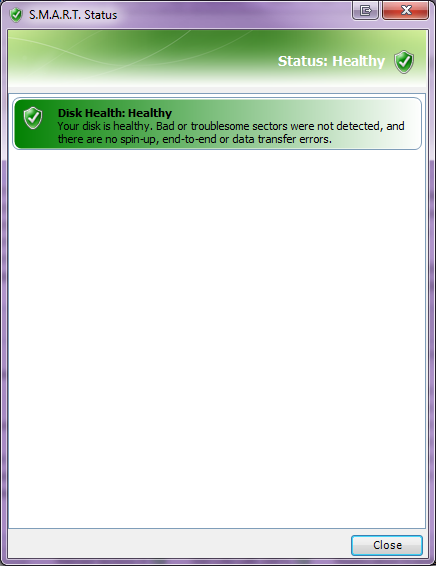 S.M.A.R.T. Status
Status: Healthy
Disk Health: Healthy
Your disk is healthy. Bad or troublesome sectors were not detected, and
there are no spin-up, end-to-end or data transfer errors.
Close